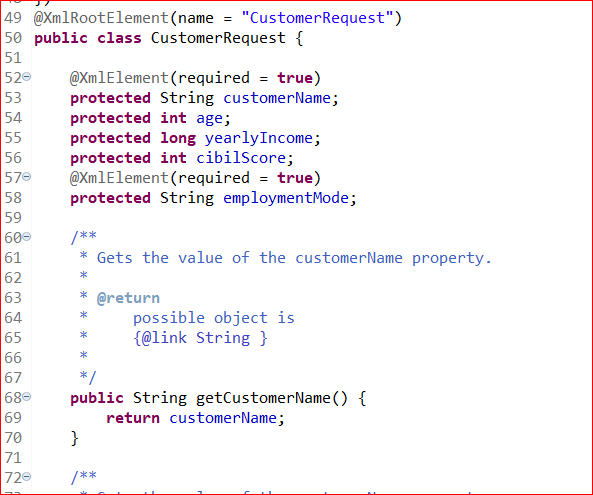 49 @XmlRootElement(name = "CustomerRequest")
50 public class CustomerRequest {
51
52 @XmlElement(required = true)
53 protected String customerName;
54 protected int age;
55 protected long yearlyIncome;
56 protected int cibilScore;
57 @XmlElement(required = true)
58 protected String employmentMode;
59
60 /**
61 * Gets the value of the customerName property.
62 *
63 * @return
64 *     possible object is
65 *     {@link String }
66 *
67 */
68 public String getCustomerName() {
69 return customerName;
70 }
71
72 /**